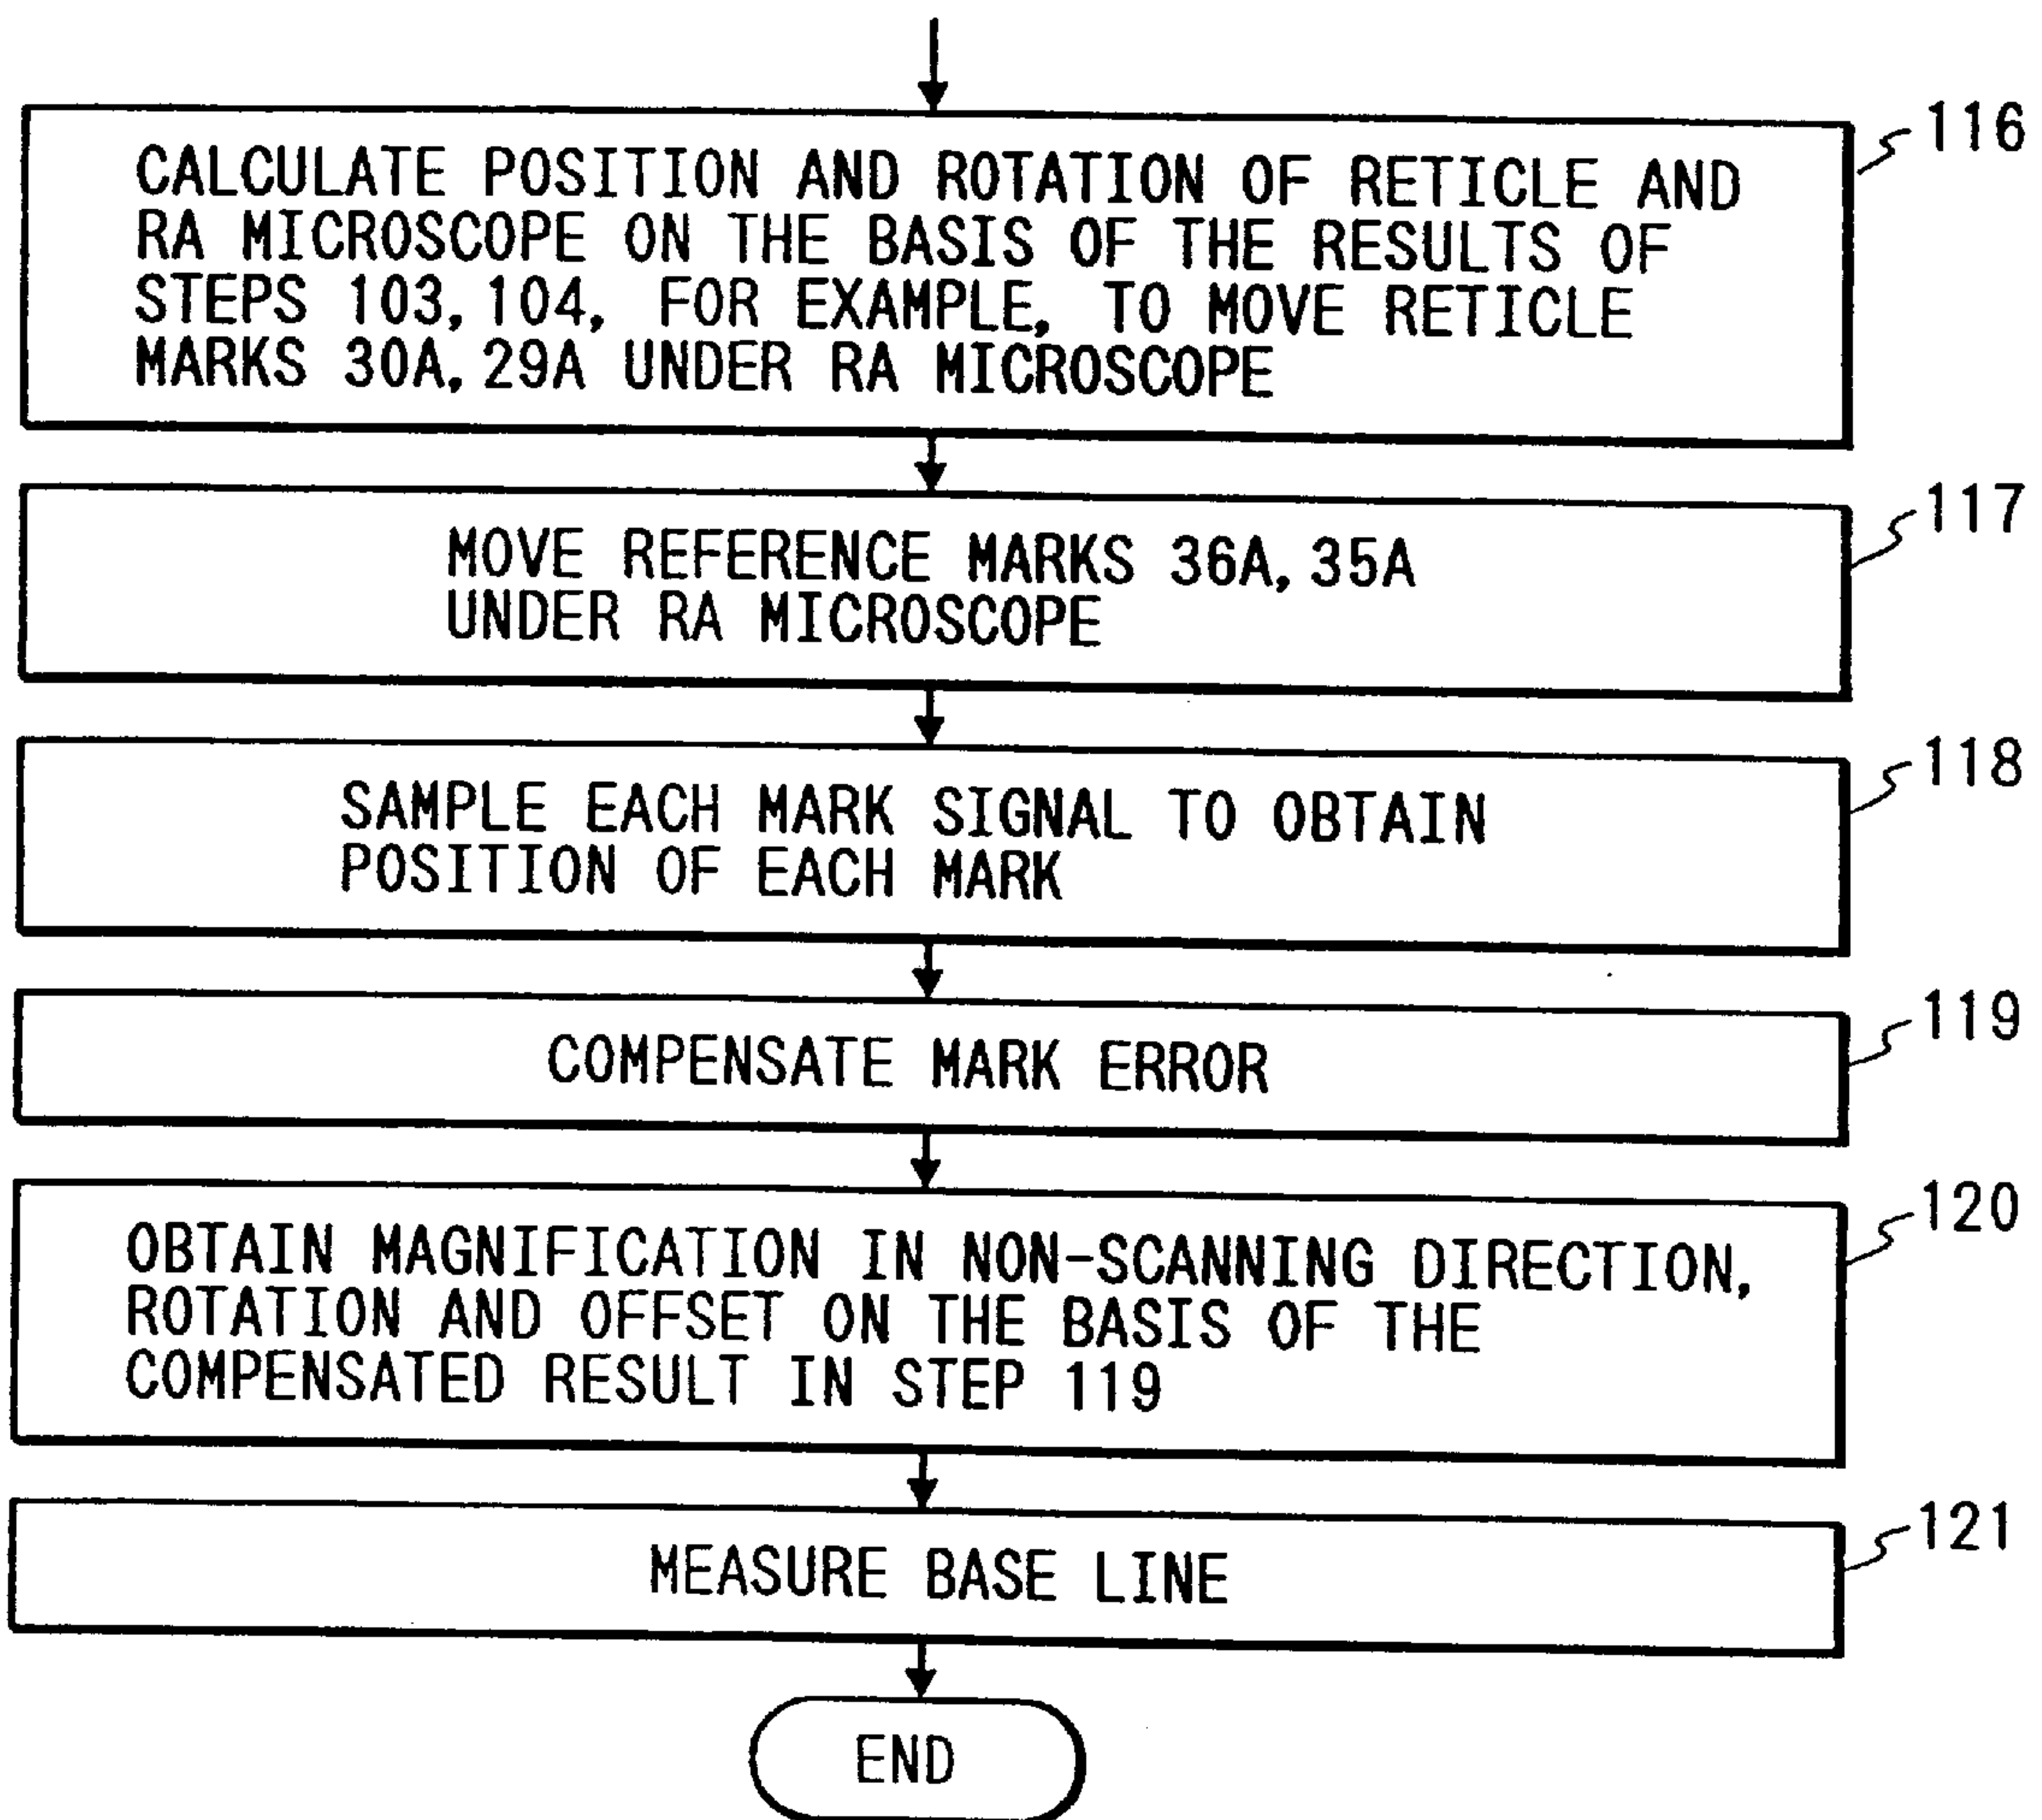 116
CALCULATE POSITION AND ROTATION OF RETICLE AND
RA MICROSCOPE ON THE BASIS OF THE RESULTS OF
STEPS 103, 104, FOR EXAMPLE, TO MOVE RETICLE
MARKS 30A, 29A UNDER RA MICROSCOPE
117
MOVE REFERENCE MARKS 36A, 35A
UNDER RA MICROSCOPE
118
SAMPLE EACH MARK SIGNAL TO OBTAIN
POSITION OF EACH MARK
119
COMPENSATE MARK ERROR
120
OBTAIN MAGNIFICATION IN NON-SCANNING DIRECTION,
ROTATION AND OFFSET ON THE BASIS OF THE
COMPENSATED RESULT IN STEP 119
121
MEASURE BASE LINE
END